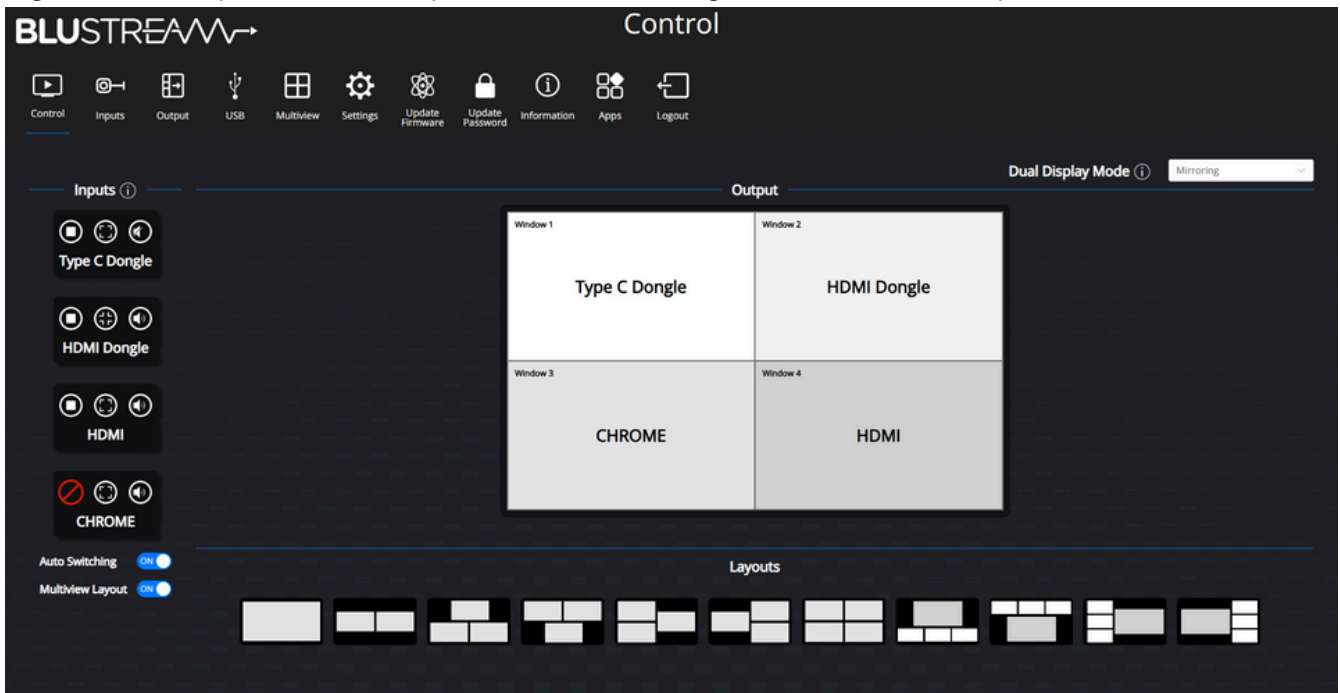 BLUSTREAM
Control
Control
Inputs
Output
USB
Multiview
Settings
Update
Firmware
Update
Password
Information
Apps
Logout
Dual Display Mode
Mirroring
Inputs
Output
Type C Dongle
HDMI Dongle
HDMI
CHROME
Window 1
Type C Dongle
Window 2
HDMI Dongle
Window 3
CHROME
Window 4
HDMI
Auto Switching ON
Multiview Layout ON
Layouts